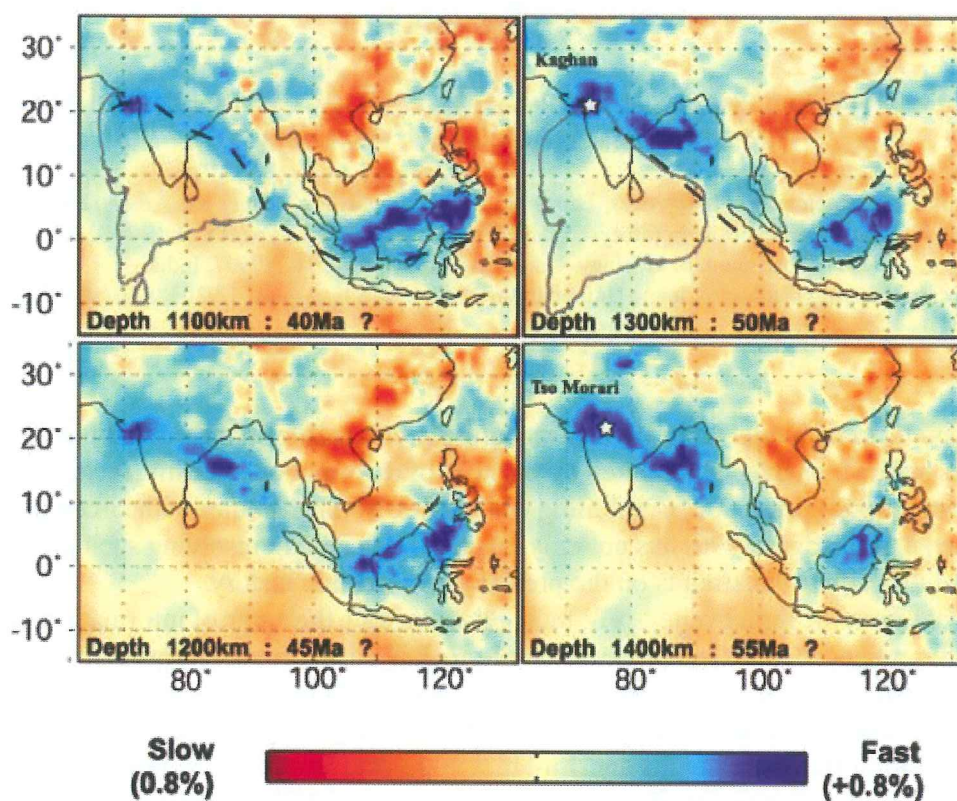 30˚
20˚
10˚
0˚
-10˚
Kaghan
Depth 1100km : 40Ma ?
Depth 1300km : 50Ma ?
30˚
20˚
10˚
0˚
-10˚
Tso Morari
Depth 1200km : 45Ma ?
Depth 1400km : 55Ma ?
80˚ 100˚ 120˚ 80˚ 100˚ 120˚
Slow
(0.8%)
Fast
(+0.8%)